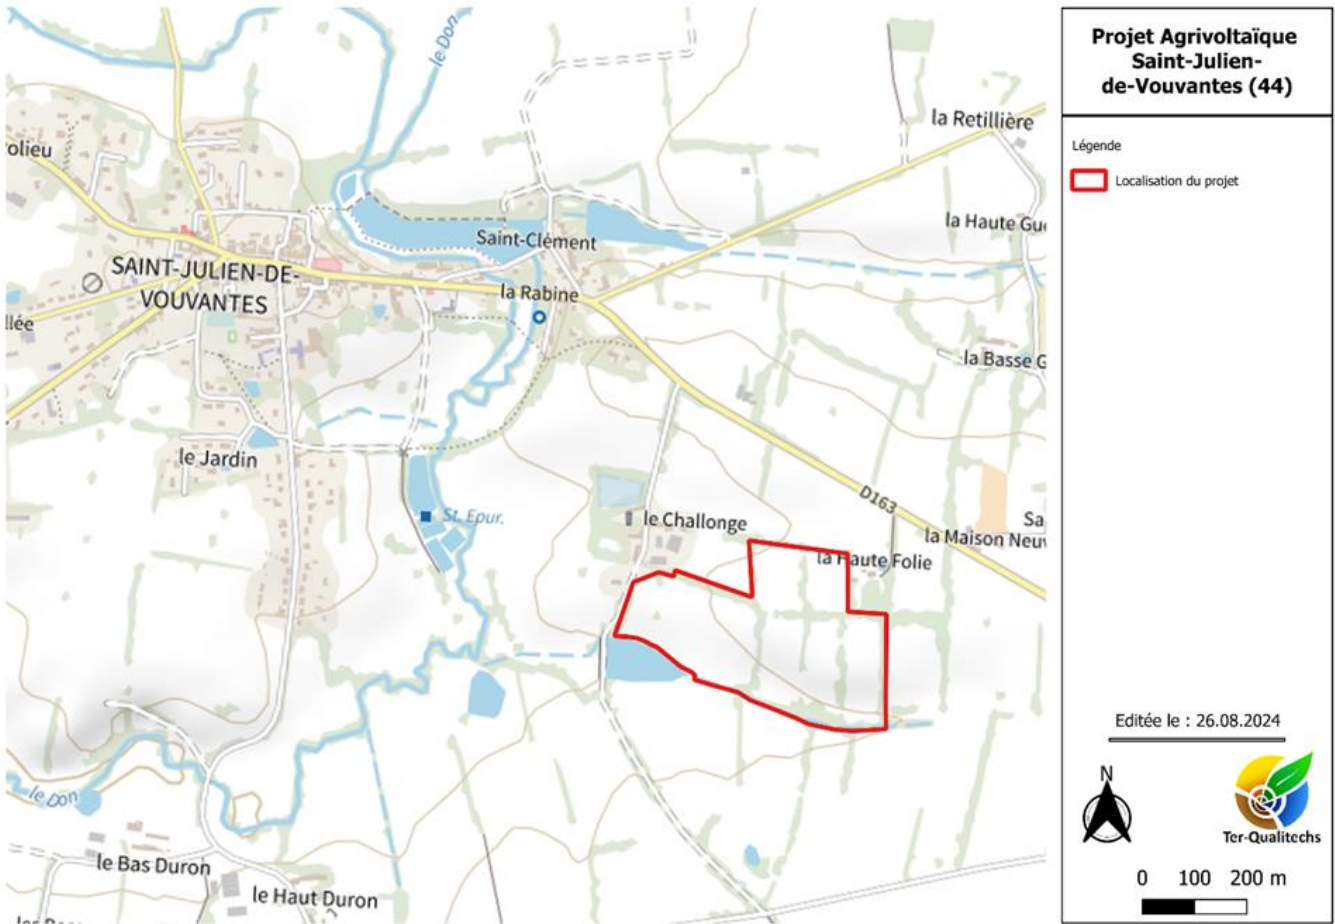 Projet Agrivoltaïque
Saint-Julien-
de-Vouvantes (44)
Légende
Localisation du projet
le Don
la Retillière
olieu
la Haute Gu
Saint-Clément
SAINT-JULIEN-DE-
VOUVANTES
la Rabine
llée
la Basse G
le Jardin
D163
St. Epur.
le Challonge
Sa
la Maison Neuv
la Haute Folie
le Don
le Bas Duron
le Haut Duron
Editée le : 26.08.2024
N
Ter-Qualitechs
0 100 200 m